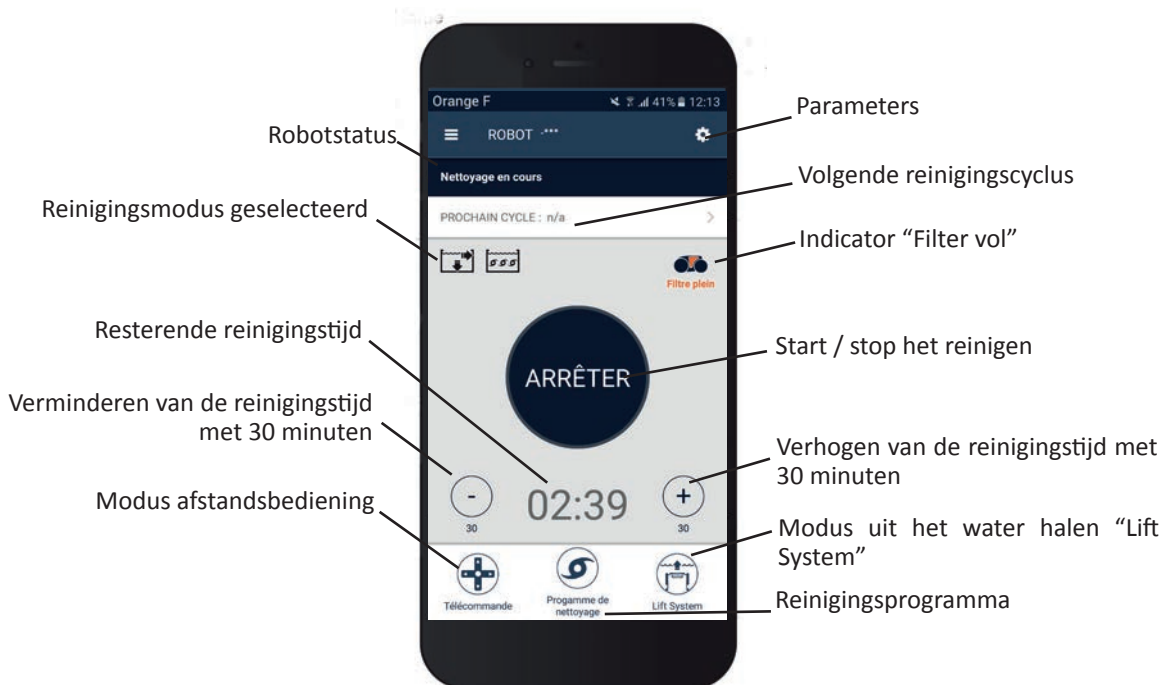 Orange F 41% 12:13
ROBOT -***
Nettoyage en cours
PROCHAIN CYCLE : n/a
Filtre plein
ARRÊTER
-
30
02:39
+
30
Télécommande
Progamme de
nettoyage
Lift System
Robotstatus
Reinigingsmodus geselecteerd
Resterende reinigingstijd
Verminderen van de reinigingstijd
met 30 minuten
Modus afstandsbediening
Parameters
Volgende reinigingscyclus
Indicator “Filter vol”
Start / stop het reinigen
Verhogen van de reinigingstijd met
30 minuten
Modus uit het water halen “Lift
System”
Reinigingsprogramma